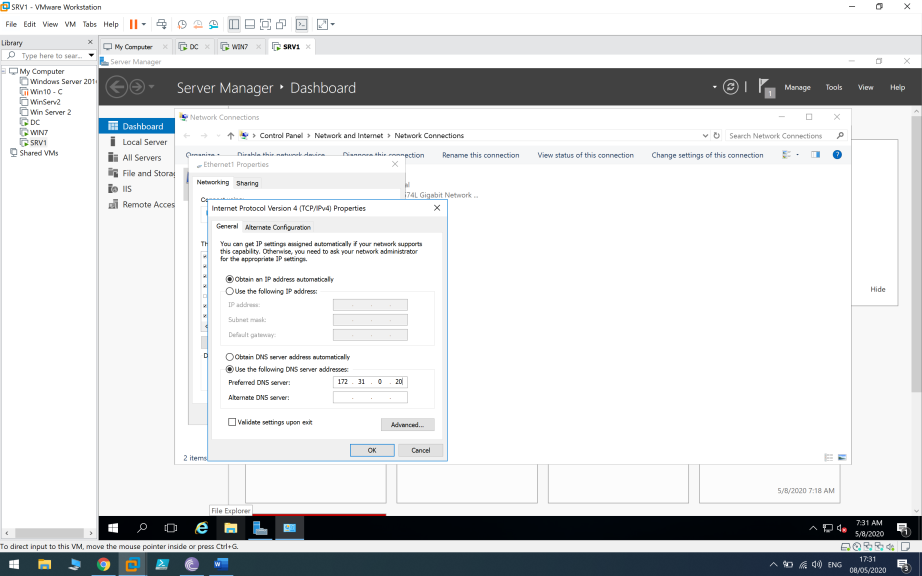 SRV1 - VMware Workstation
File Edit View VM Tabs Help
Library
Type here to sear...
My Computer
Windows Server 201
Win10 - C
WinServ2
Win Server 2
DC
WIN7
SRV1
Shared VMs
My Computer DC WIN7 SRV1
Server Manager
Server Manager Dashboard
1
Manage Tools View Help
Dashboard
Local Server
All Servers
File and Stora
IIS
Remote Acces
Network Connections
Control Panel Network and Internet Network Connections
Search Network Connections
Organize Disable this network device Diagnose this connection Rename this connection View status of this connection Change settings of this connection
Ethernet1 Properties
Networking Sharing
74L Gigabit Network ...
Internet Protocol Version 4 (TCP/IPv4) Properties
General Alternate Configuration
You can get IP settings assigned automatically if your network supports
this capability. Otherwise, you need to ask your network administrator
for the appropriate IP settings.
Obtain an IP address automatically
Use the following IP address:
IP address:
Subnet mask:
Default gateway:
Obtain DNS server address automatically
Use the following DNS server addresses:
Preferred DNS server: 172 . 31 . 0 . 20
Alternate DNS server:
Validate settings upon exit
Advanced...
OK Cancel
Hide
2 items
5/8/2020 7:18 AM
File Explorer
7:31 AM
5/8/2020
1
To direct input to this VM, move the mouse pointer inside or press Ctrl+G.
ENG
17:31
08/05/2020
3